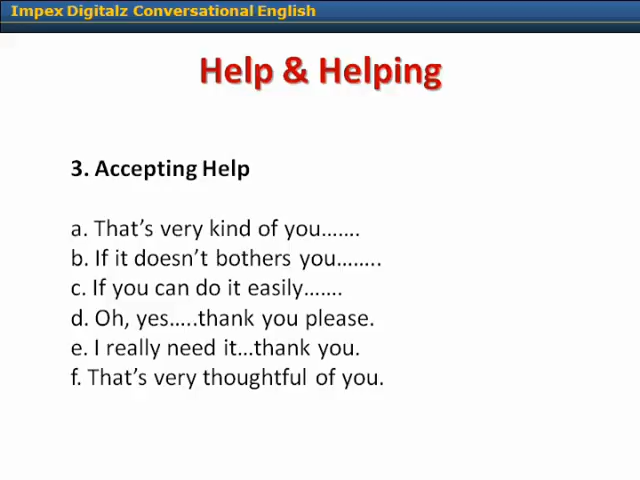 Impex Digitalz Conversational English
Help & Helping
3. Accepting Help
a. That's very kind of you…….
b. If it doesn't bothers you……..
c. If you can do it easily…….
d. Oh, yes…..thank you please.
e. I really need it…thank you.
f. That's very thoughtful of you.